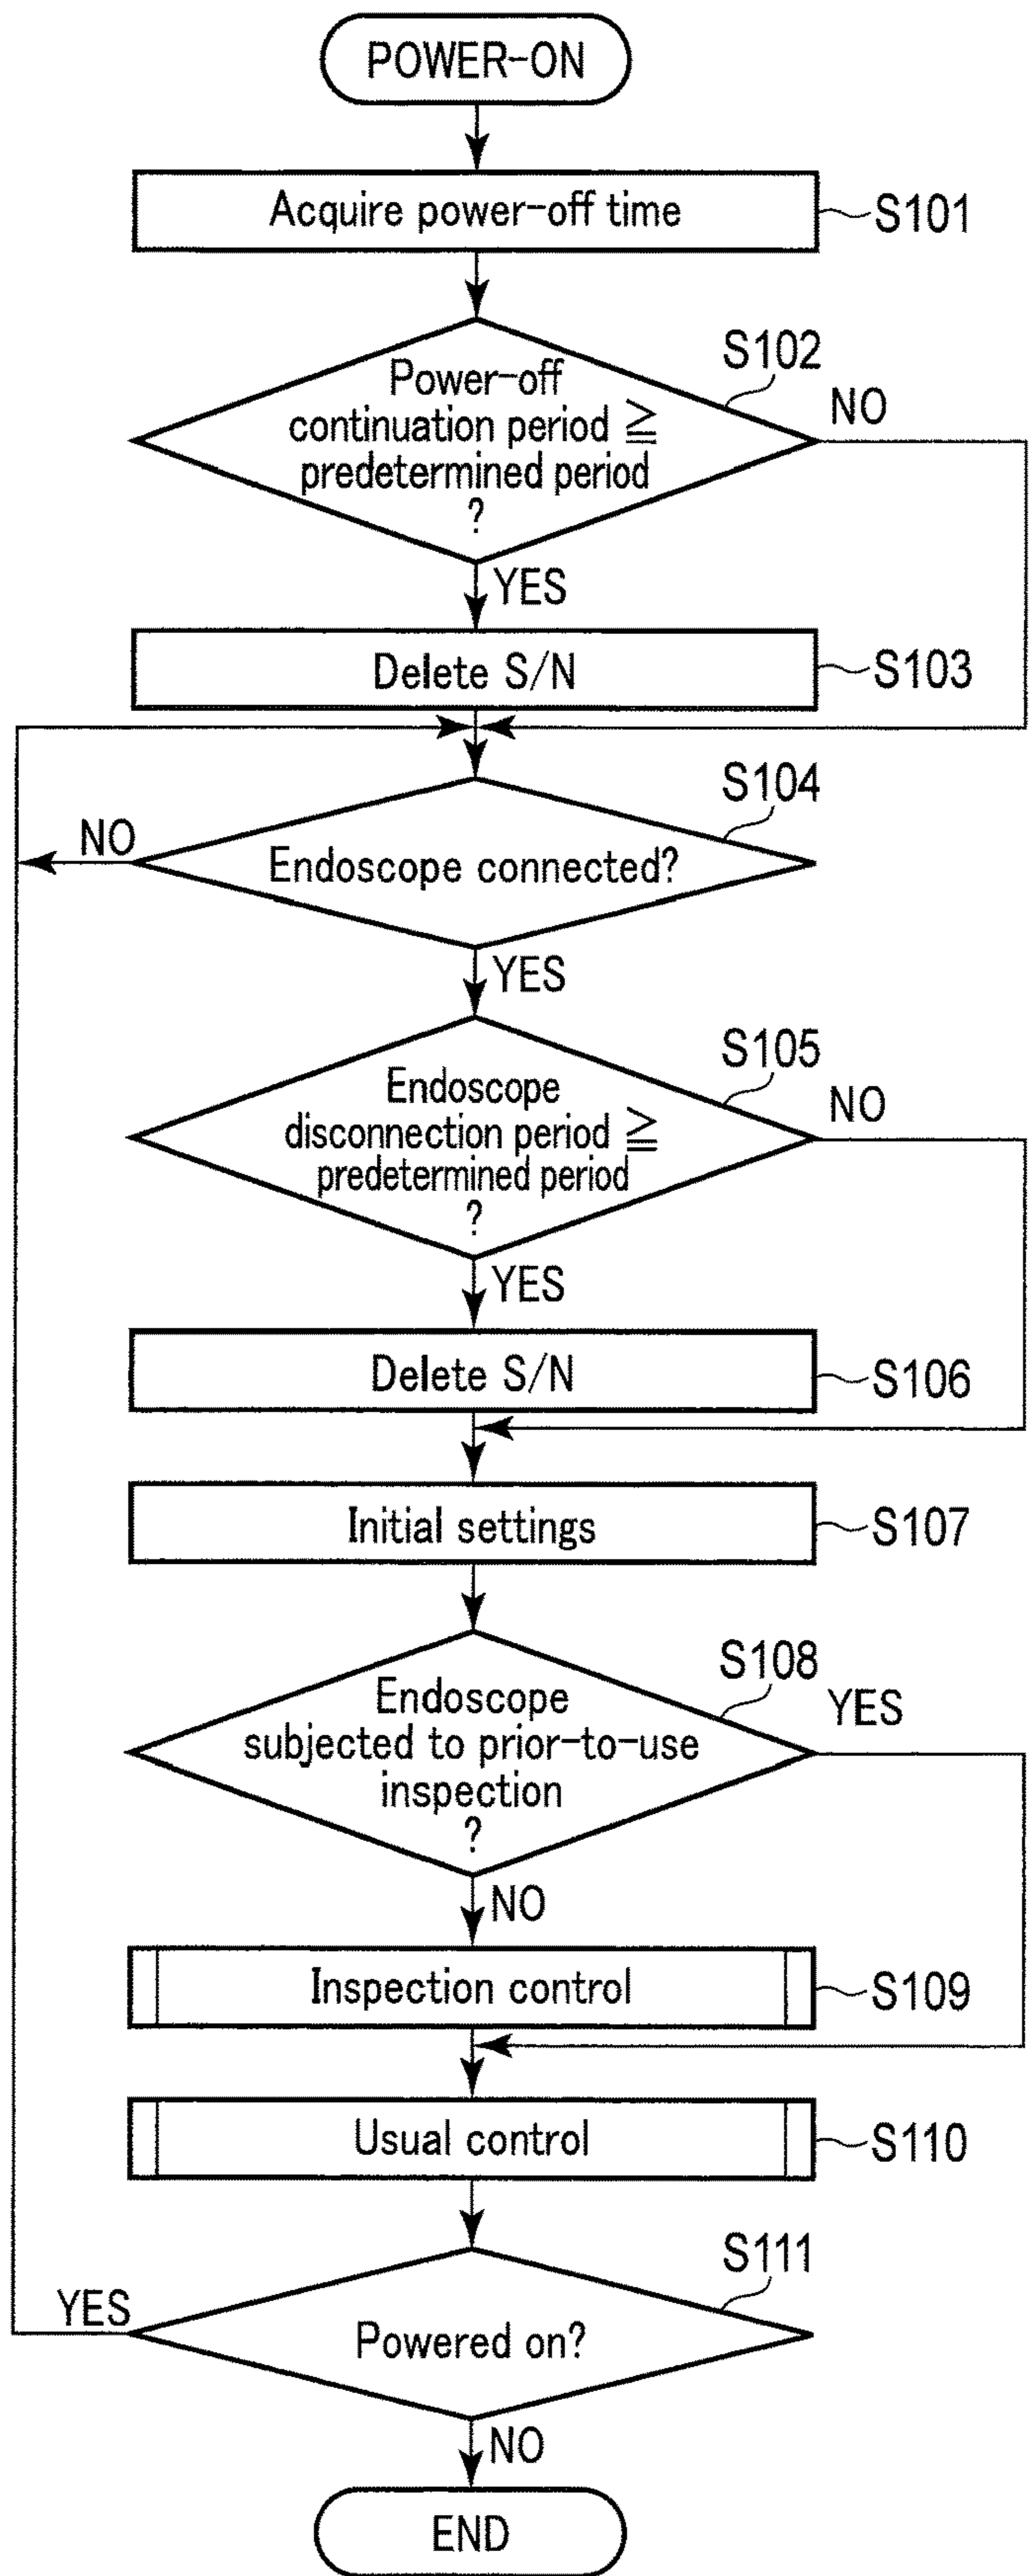 POWER-ON
Acquire power-off time
S101
S102
Power-off
continuation period ≧
predetermined period
?
NO
YES
Delete S/N
S103
S104
NO
Endoscope connected?
YES
S105
Endoscope
disconnection period ≧
predetermined period
?
NO
YES
Delete S/N
S106
Initial settings
S107
S108
Endoscope
subjected to prior-to-use
inspection
?
YES
NO
Inspection control
S109
Usual control
S110
S111
YES
Powered on?
NO
END